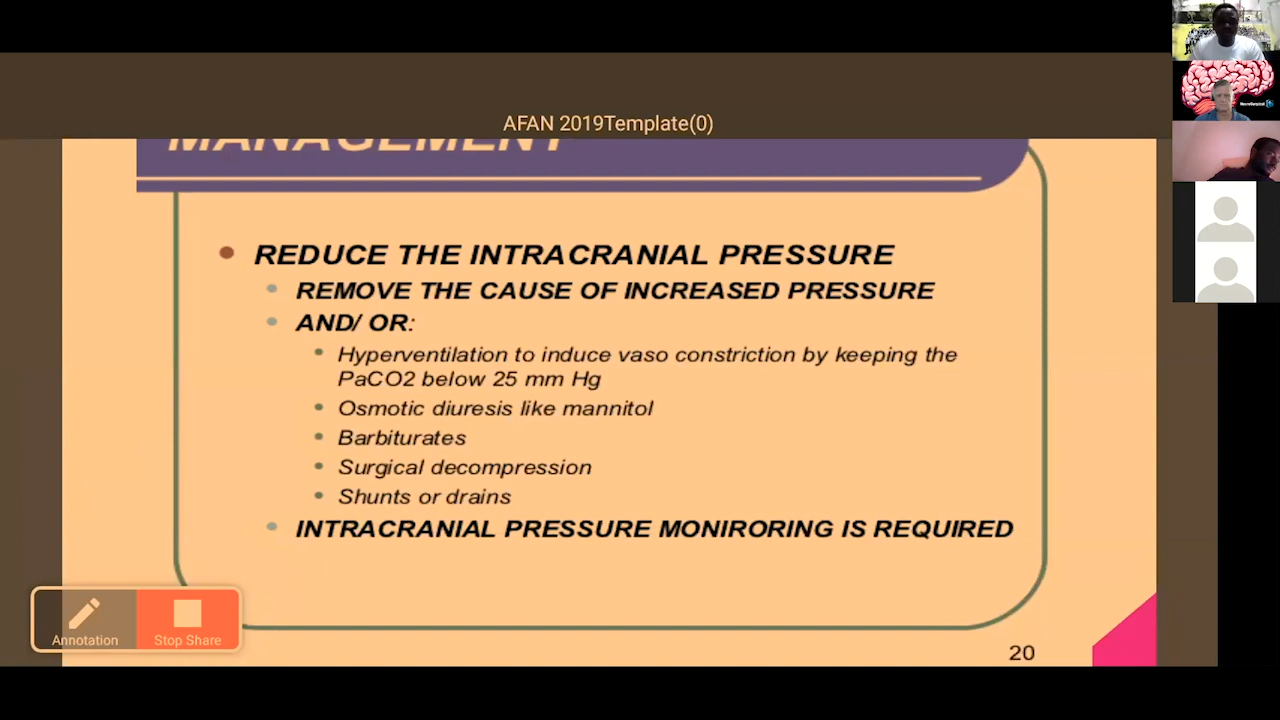 AFAN 2019Template(0)
MANAGEMENT
REDUCE THE INTRACRANIAL PRESSURE
REMOVE THE CAUSE OF INCREASED PRESSURE
AND/ OR:
Hyperventilation to induce vaso constriction by keeping the
PaCO2 below 25 mm Hg
Osmotic diuresis like mannitol
Barbiturates
Surgical decompression
Shunts or drains
INTRACRANIAL PRESSURE MONIRORING IS REQUIRED
Annotation
Stop Share
20